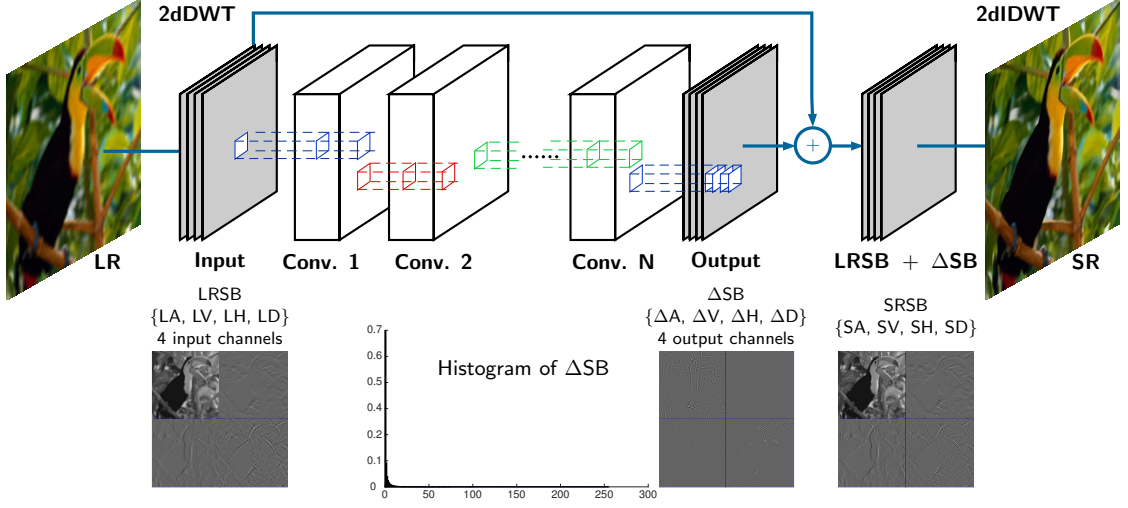 2dDWT
2dIDWT
+
......
LR
Input
Conv. 1
Conv. 2
Conv. N
Output
LRSB + ΔSB
SR
LRSB
{LA, LV, LH, LD}
4 input channels
ΔSB
{ΔA, ΔV, ΔH, ΔD}
4 output channels
SRSB
{SA, SV, SH, SD}
Histogram of ΔSB
0.7
0.6
0.5
0.4
0.3
0.2
0.1
0
0 50 100 150 200 250 300